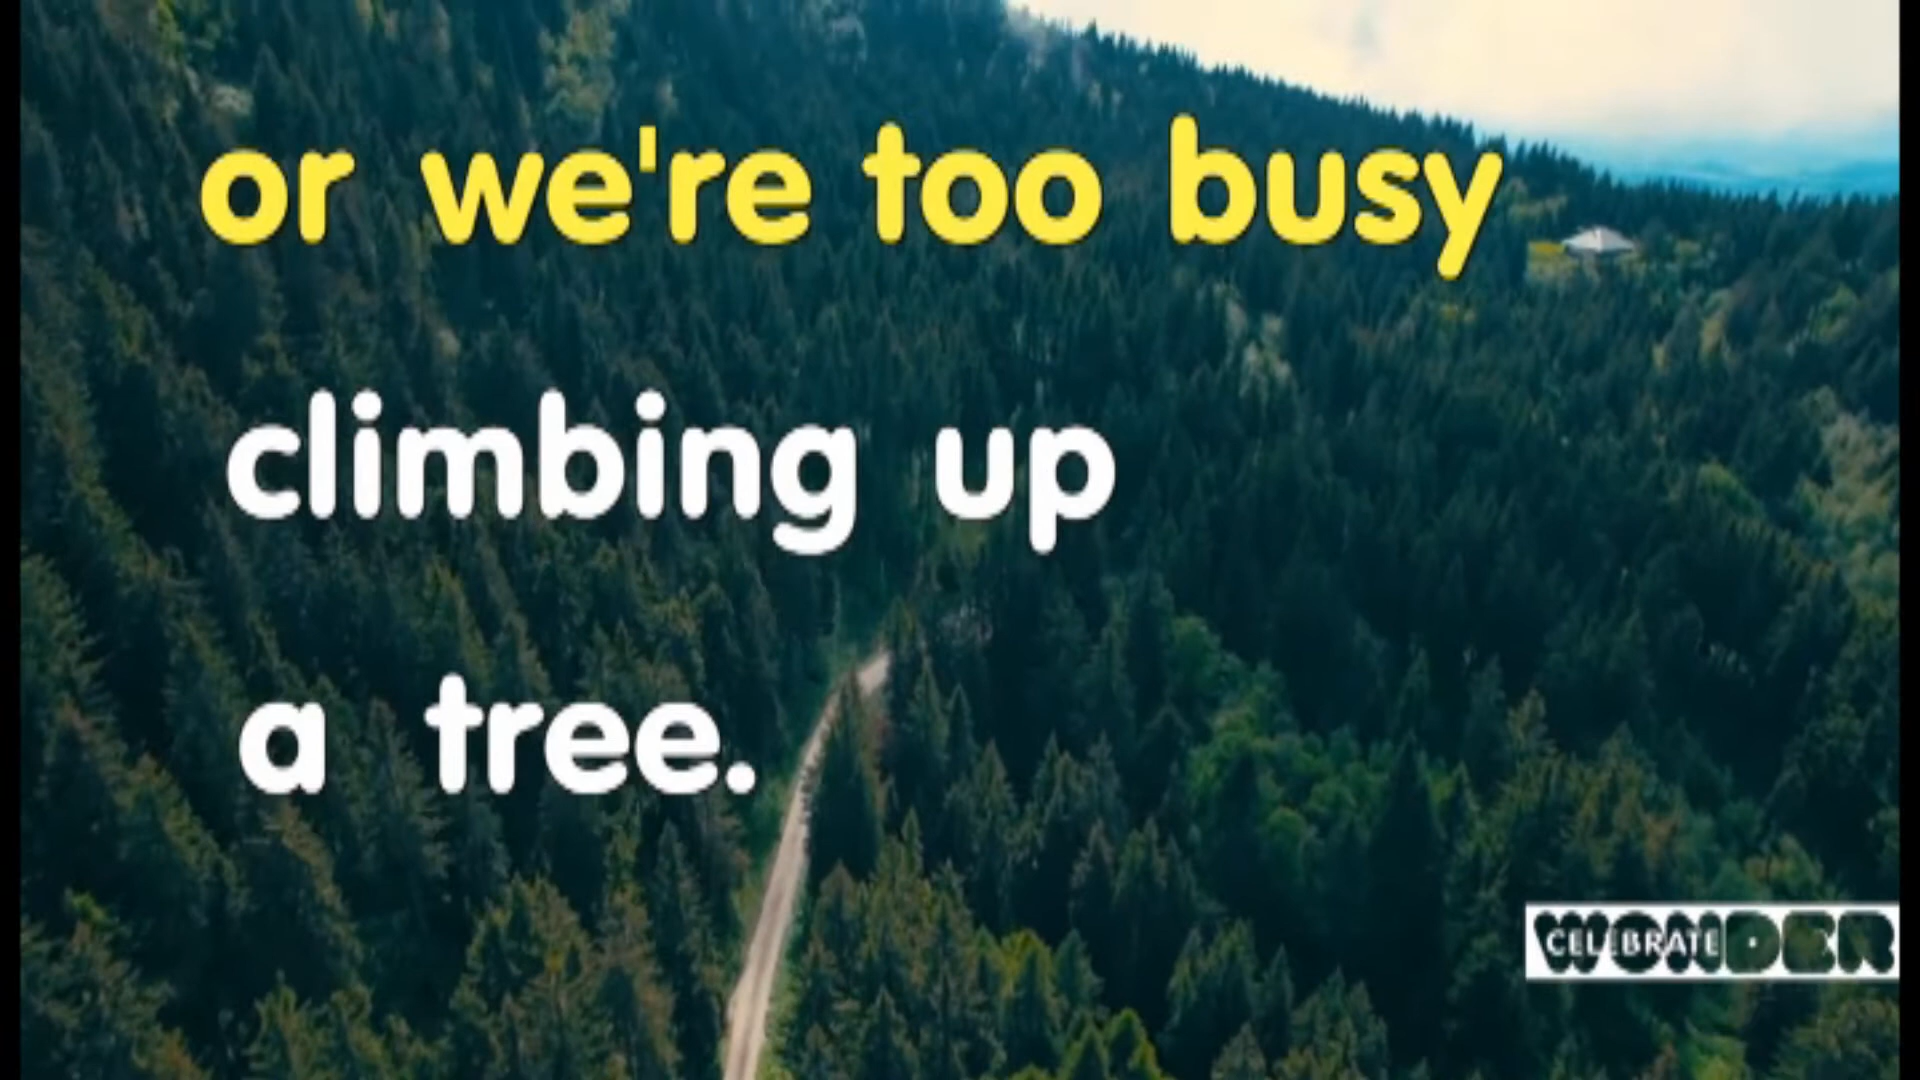 or we're too busy
climbing up
a tree.
CELEBRATE
WONDER